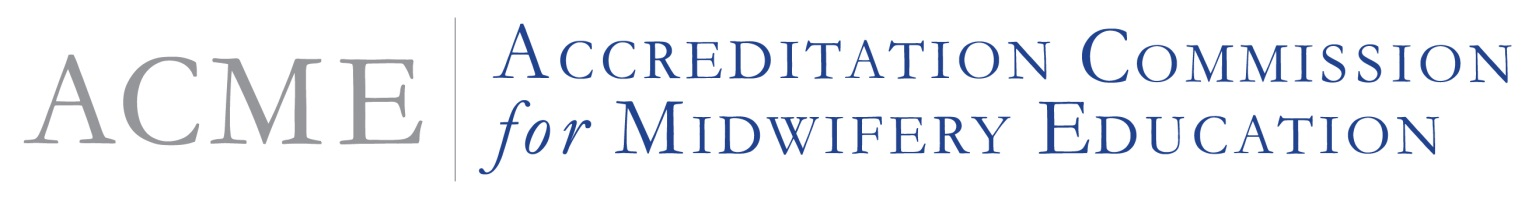 ACME
ACCREDITATION COMMISSION
for MIDWIFERY EDUCATION